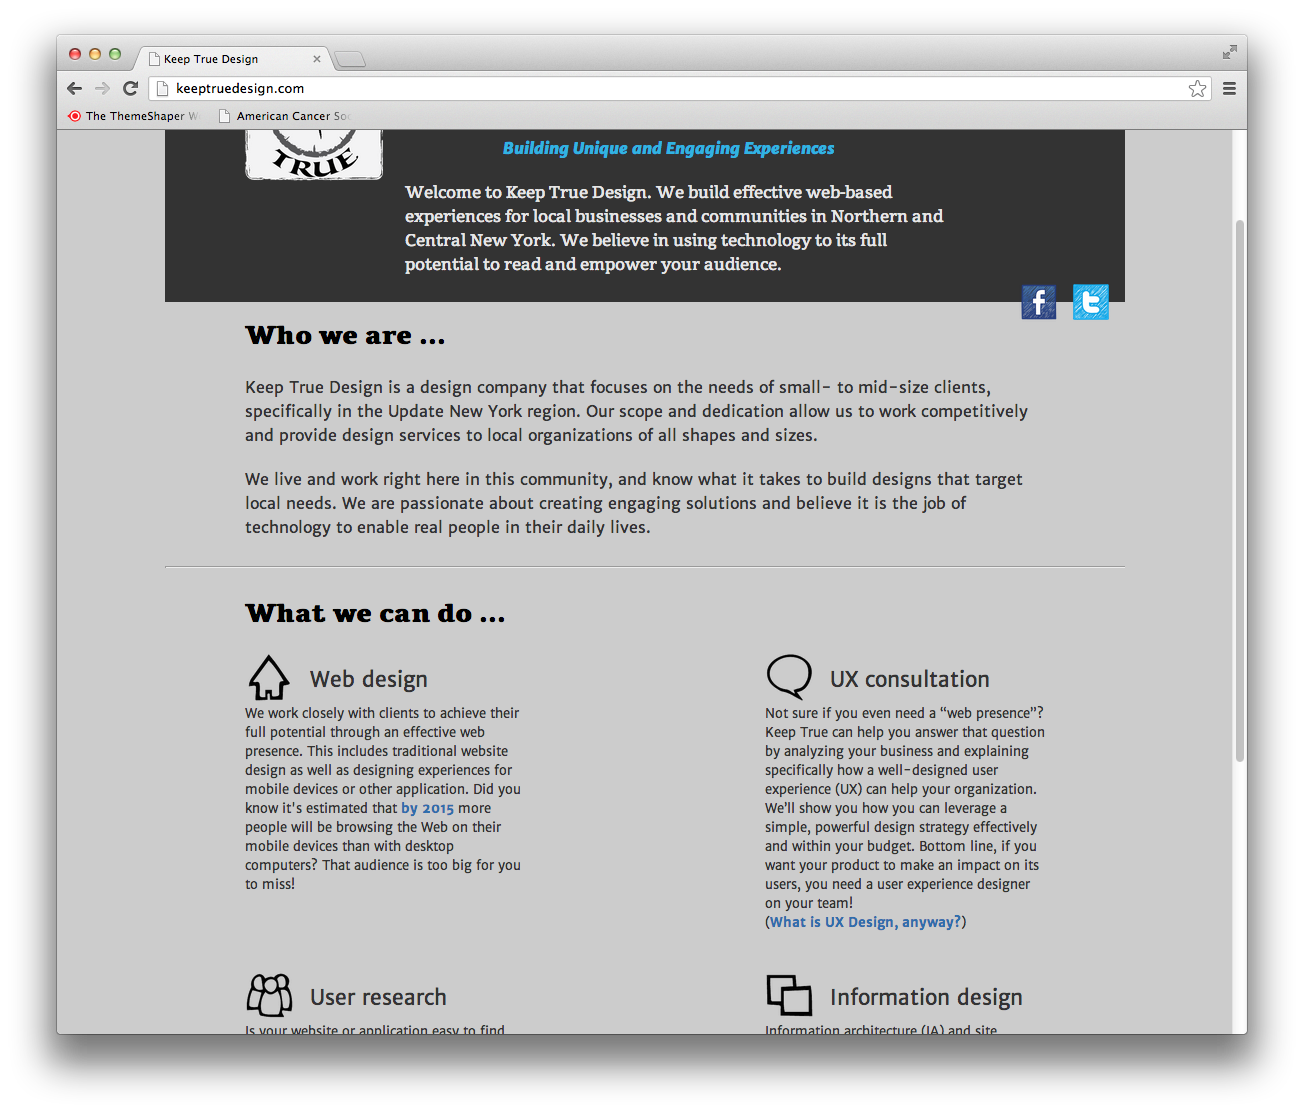 Keep True Design
keeptruedesign.com
The ThemeShaper W
American Cancer Soc
TRUE
Building Unique and Engaging Experiences
Welcome to Keep True Design. We build effective web-based
experiences for local businesses and communities in Northern and
Central New York. We believe in using technology to its full
potential to read and empower your audience.
Who we are ...
Keep True Design is a design company that focuses on the needs of small- to mid-size clients,
specifically in the Update New York region. Our scope and dedication allow us to work competitively
and provide design services to local organizations of all shapes and sizes.
We live and work right here in this community, and know what it takes to build designs that target
local needs. We are passionate about creating engaging solutions and believe it is the job of
technology to enable real people in their daily lives.
What we can do ...
Web design
We work closely with clients to achieve their
full potential through an effective web
presence. This includes traditional website
design as well as designing experiences for
mobile devices or other application. Did you
know it's estimated that by 2015 more
people will be browsing the Web on their
mobile devices than with desktop
computers? That audience is too big for you
to miss!
UX consultation
Not sure if you even need a “web presence”?
Keep True can help you answer that question
by analyzing your business and explaining
specifically how a well-designed user
experience (UX) can help your organization.
We'll show you how you can leverage a
simple, powerful design strategy effectively
and within your budget. Bottom line, if you
want your product to make an impact on its
users, you need a user experience designer
on your team!
(What is UX Design, anyway?)
User research
Is your website or application easy to find
Information design
Information architecture (IA) and site